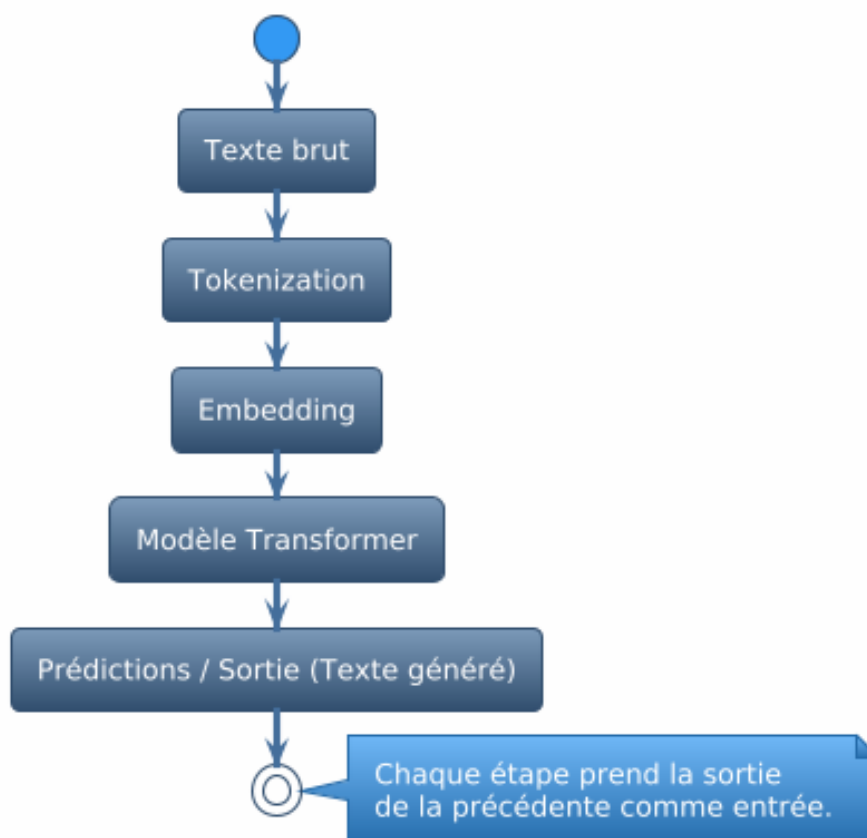 Texte brut
Tokenization
Embedding
Modèle Transformer
Prédictions / Sortie (Texte généré)
Chaque étape prend la sortie
de la précédente comme entrée.